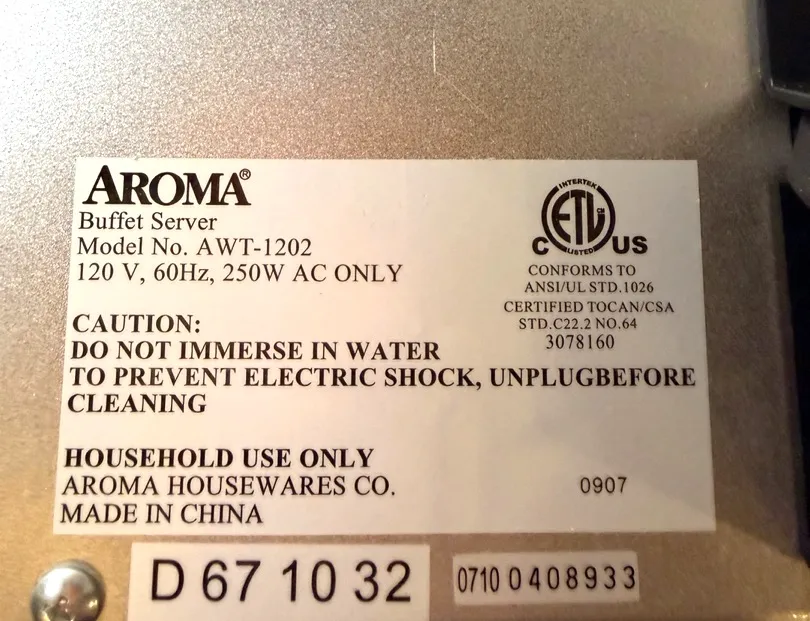 AROMA®
Buffet Server
Model No. AWT-1202
120 V, 60Hz, 250W AC ONLY
CAUTION:
DO NOT IMMERSE IN WATER
TO PREVENT ELECTRIC SHOCK, UNPLUGBEFORE
CLEANING
HOUSEHOLD USE ONLY
AROMA HOUSEWARES CO.
MADE IN CHINA
INTERTEK
ETL CM
LISTED
C US
CONFORMS TO
ANSI/UL STD.1026
CERTIFIED TOCAN/CSA
STD.C22.2 NO.64
3078160
0907
D 67 10 32
0710 0408933